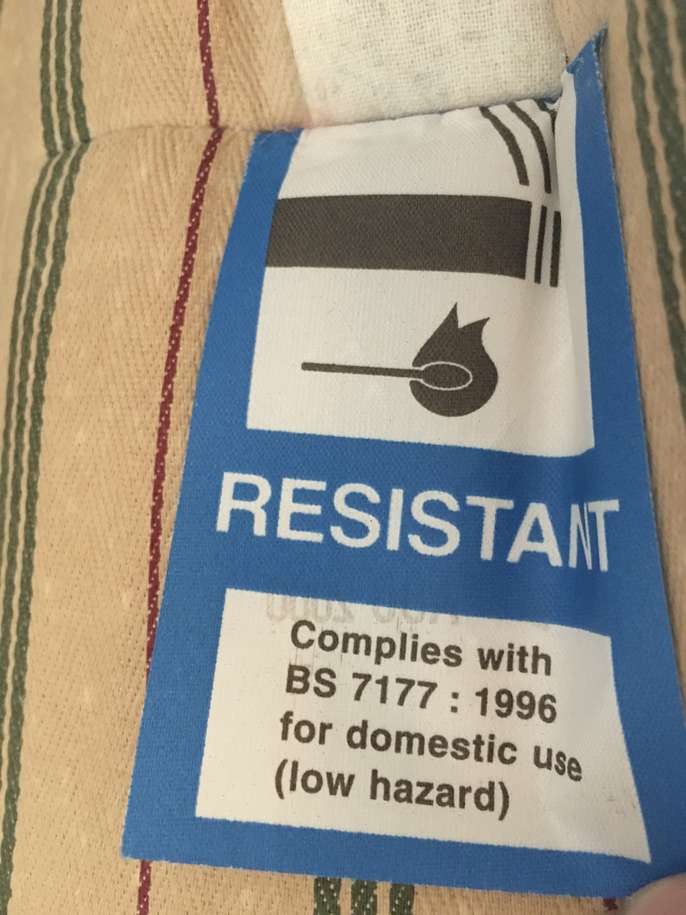 RESISTANT
Complies with
BS 7177 : 1996
for domestic use
(low hazard)